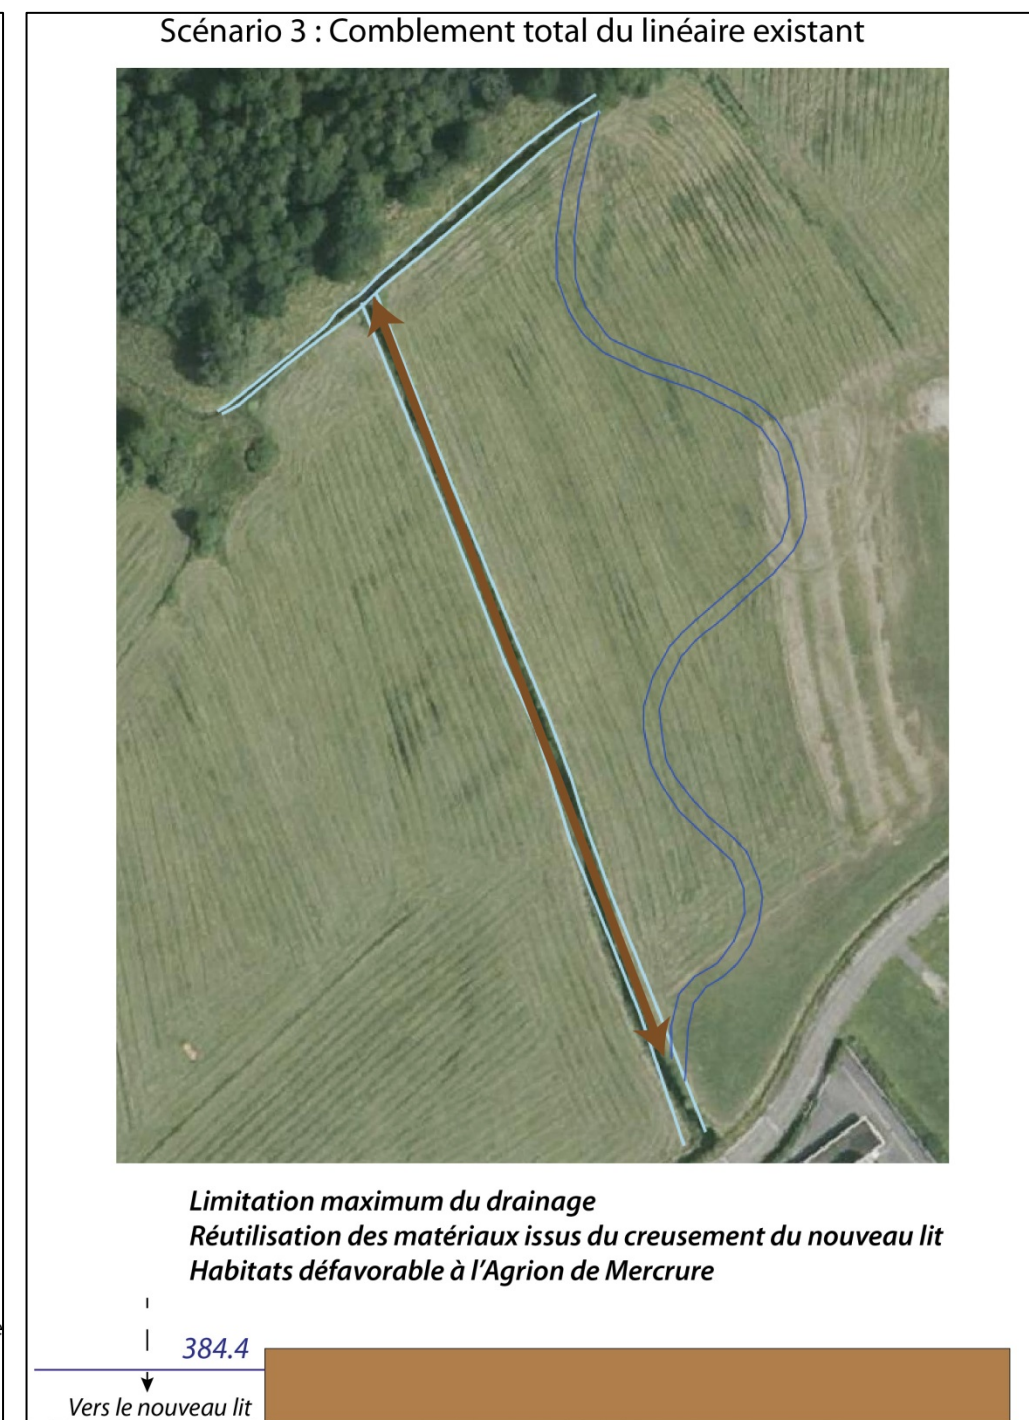 Scénario 3 : Comblement total du linéaire existant
Limitation maximum du drainage
Réutilisation des matériaux issus du creusement du nouveau lit
Habitats défavorable à l'Agrion de Mercrure
384.4
Vers le nouveau lit